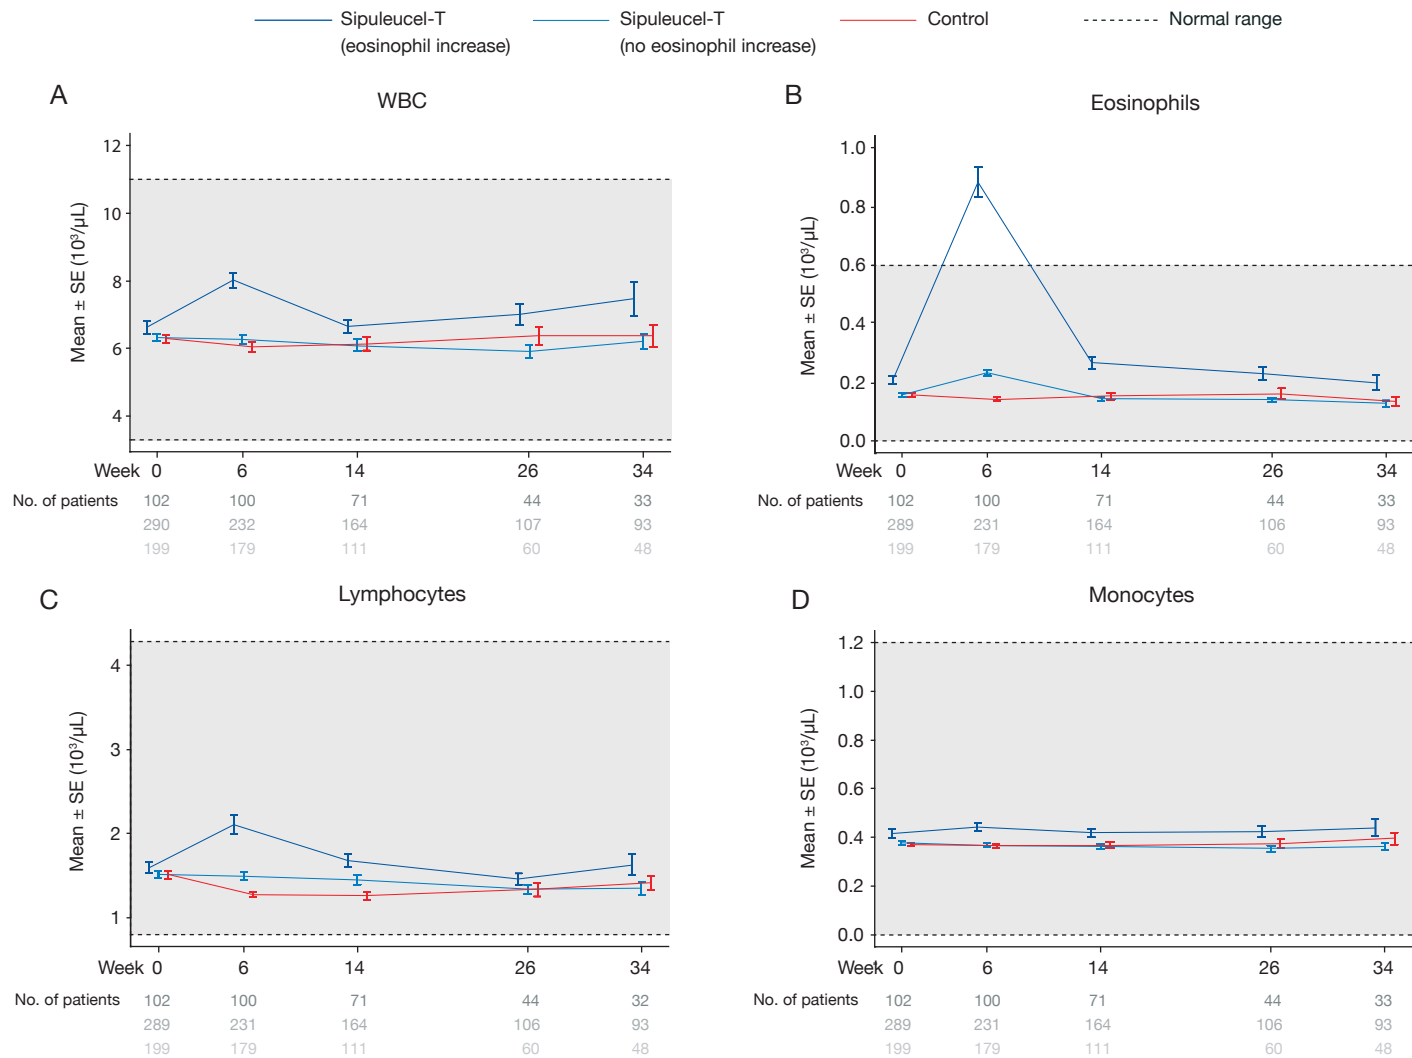 Sipuleucel-T
(eosinophil increase)
Sipuleucel-T
(no eosinophil increase)
Control
Normal range
A
WBC
Mean ± SE (10³/µL)
12
10
8
6
4
Week 0 6 14 26 34
No. of patients 102 100 71 44 33
290 232 164 107 93
199 179 111 60 48
B
Eosinophils
Mean ± SE (10³/µL)
1.0
0.8
0.6
0.4
0.2
0.0
Week 0 6 14 26 34
No. of patients 102 100 71 44 33
289 231 164 106 93
199 179 111 60 48
C
Lymphocytes
Mean ± SE (10³/µL)
4
3
2
1
Week 0 6 14 26 34
No. of patients 102 100 71 44 32
289 231 164 106 93
199 179 111 60 48
D
Monocytes
Mean ± SE (10³/µL)
1.2
1.0
0.8
0.6
0.4
0.2
0.0
Week 0 6 14 26 34
No. of patients 102 100 71 44 33
289 231 164 106 93
199 179 111 60 48